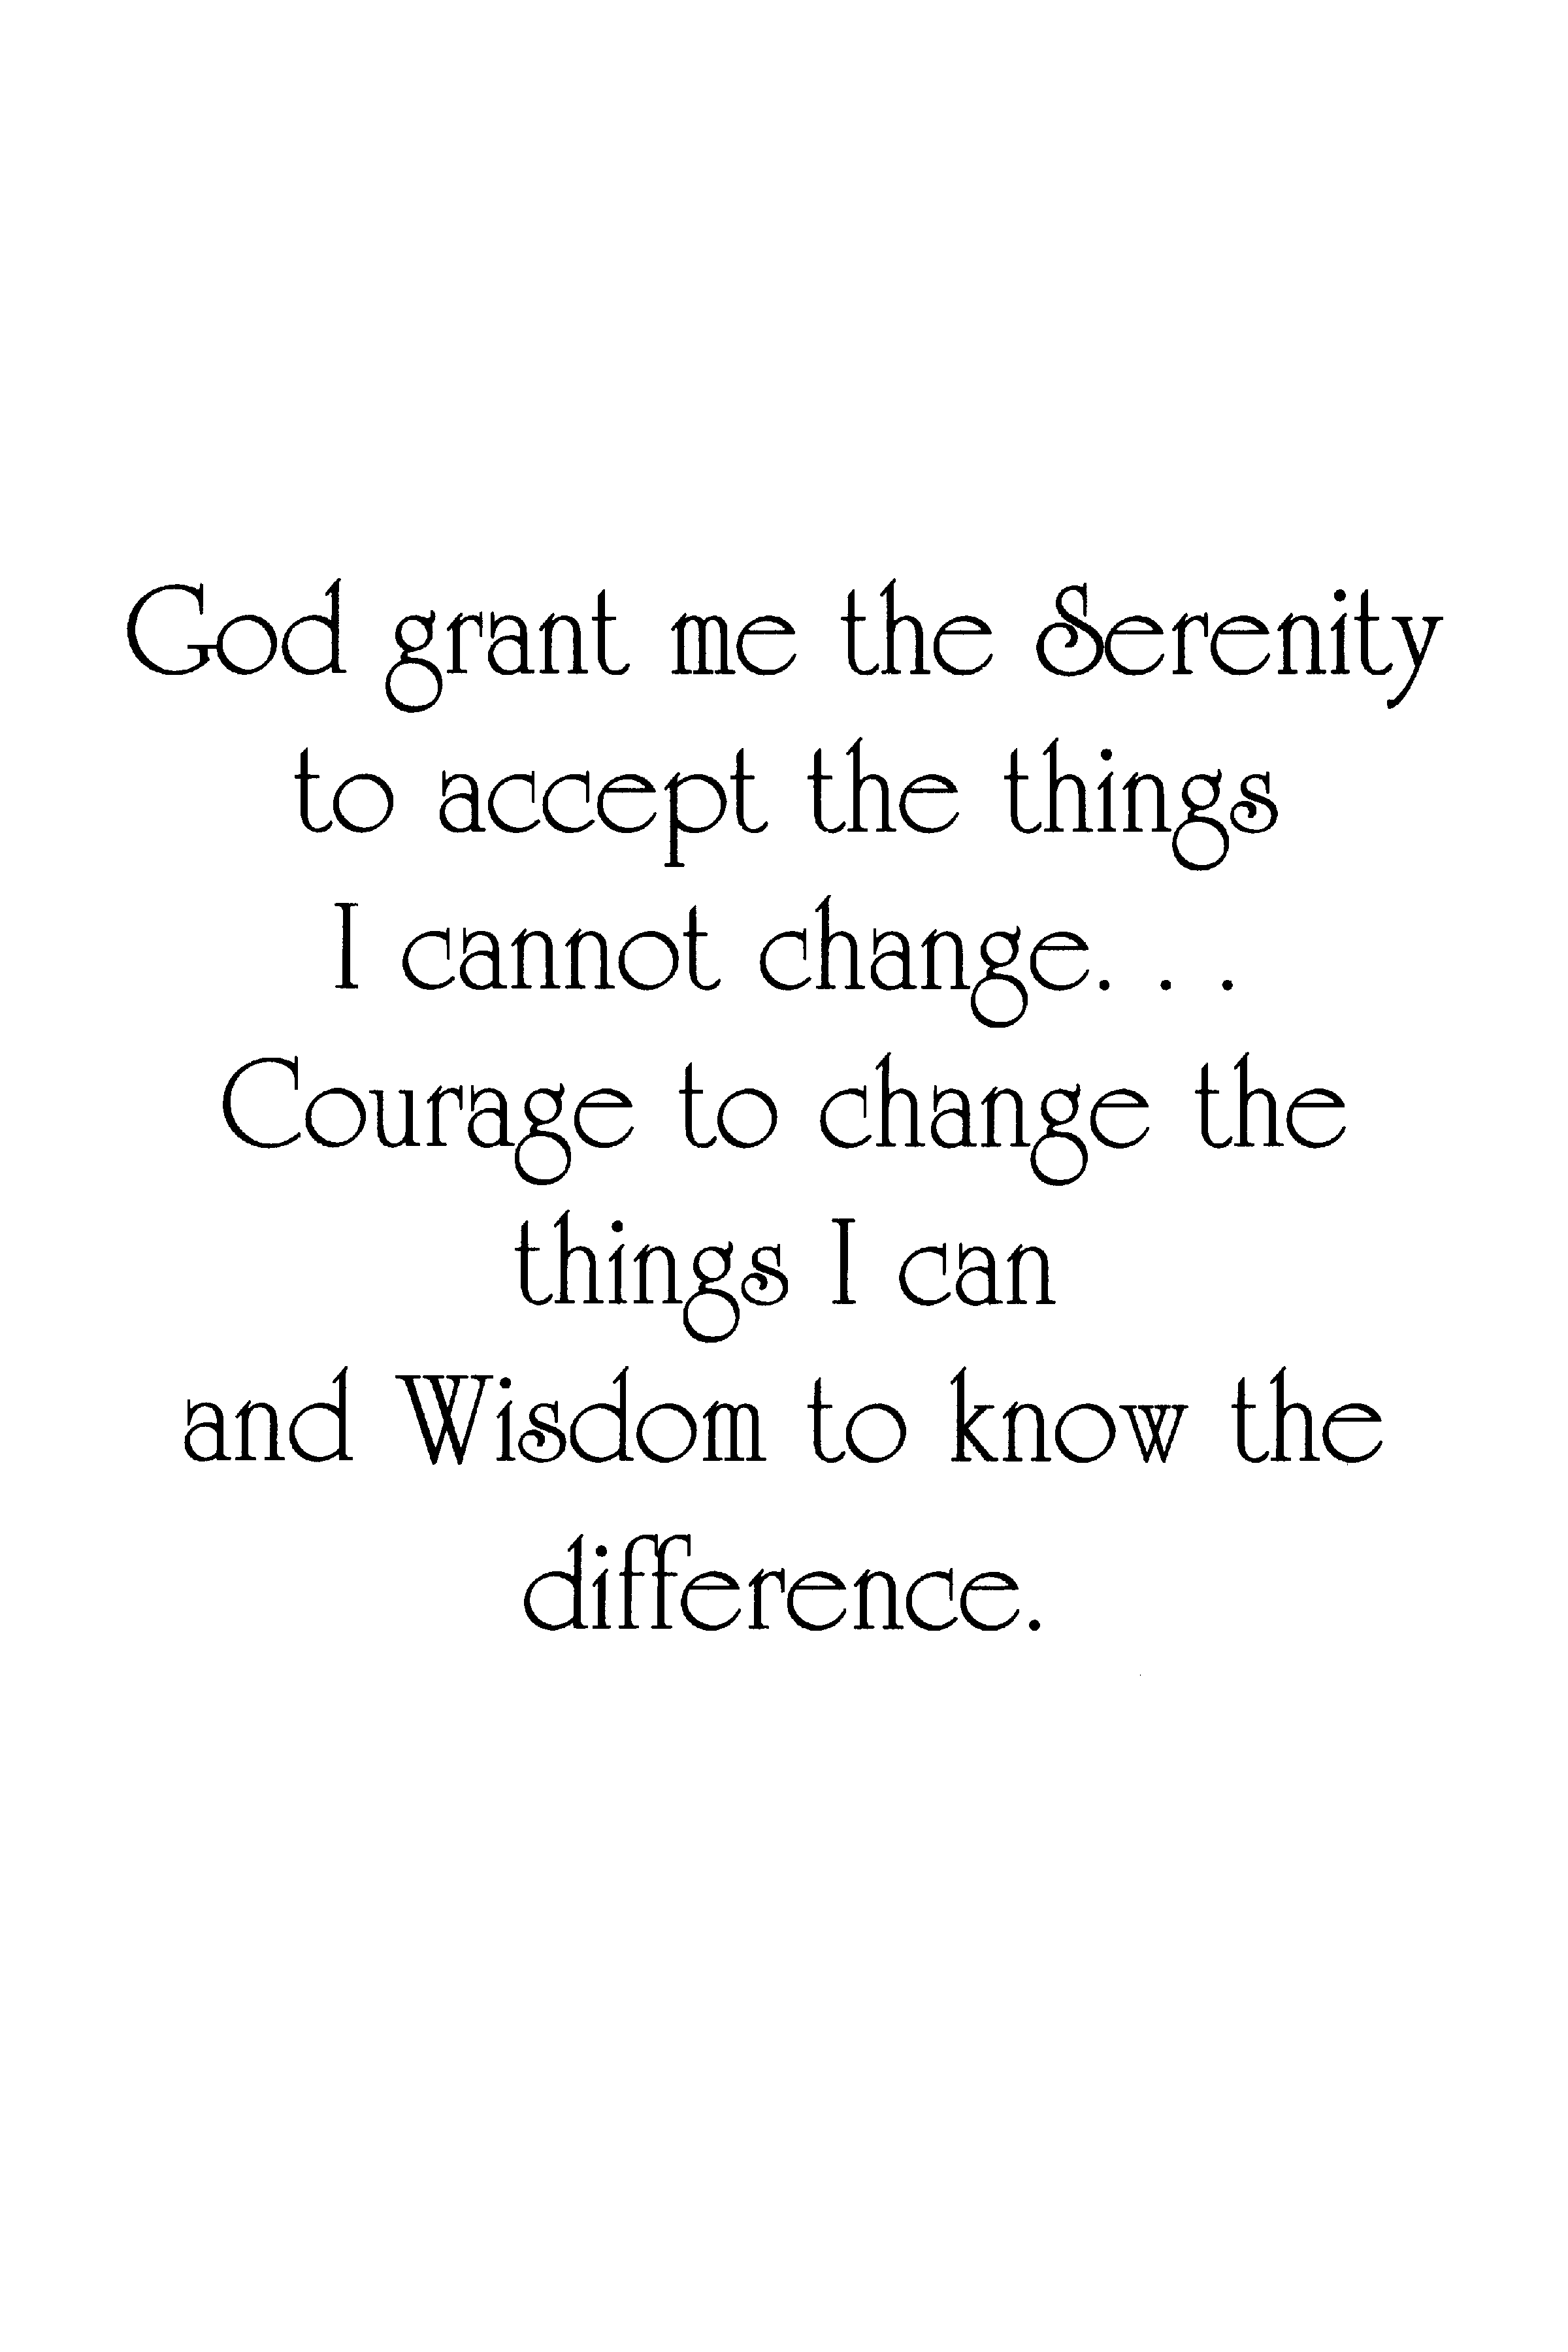 God grant me the Serenity
to accept the things
I cannot change. . .
Courage to change the
things I can
and Wisdom to know the
difference.